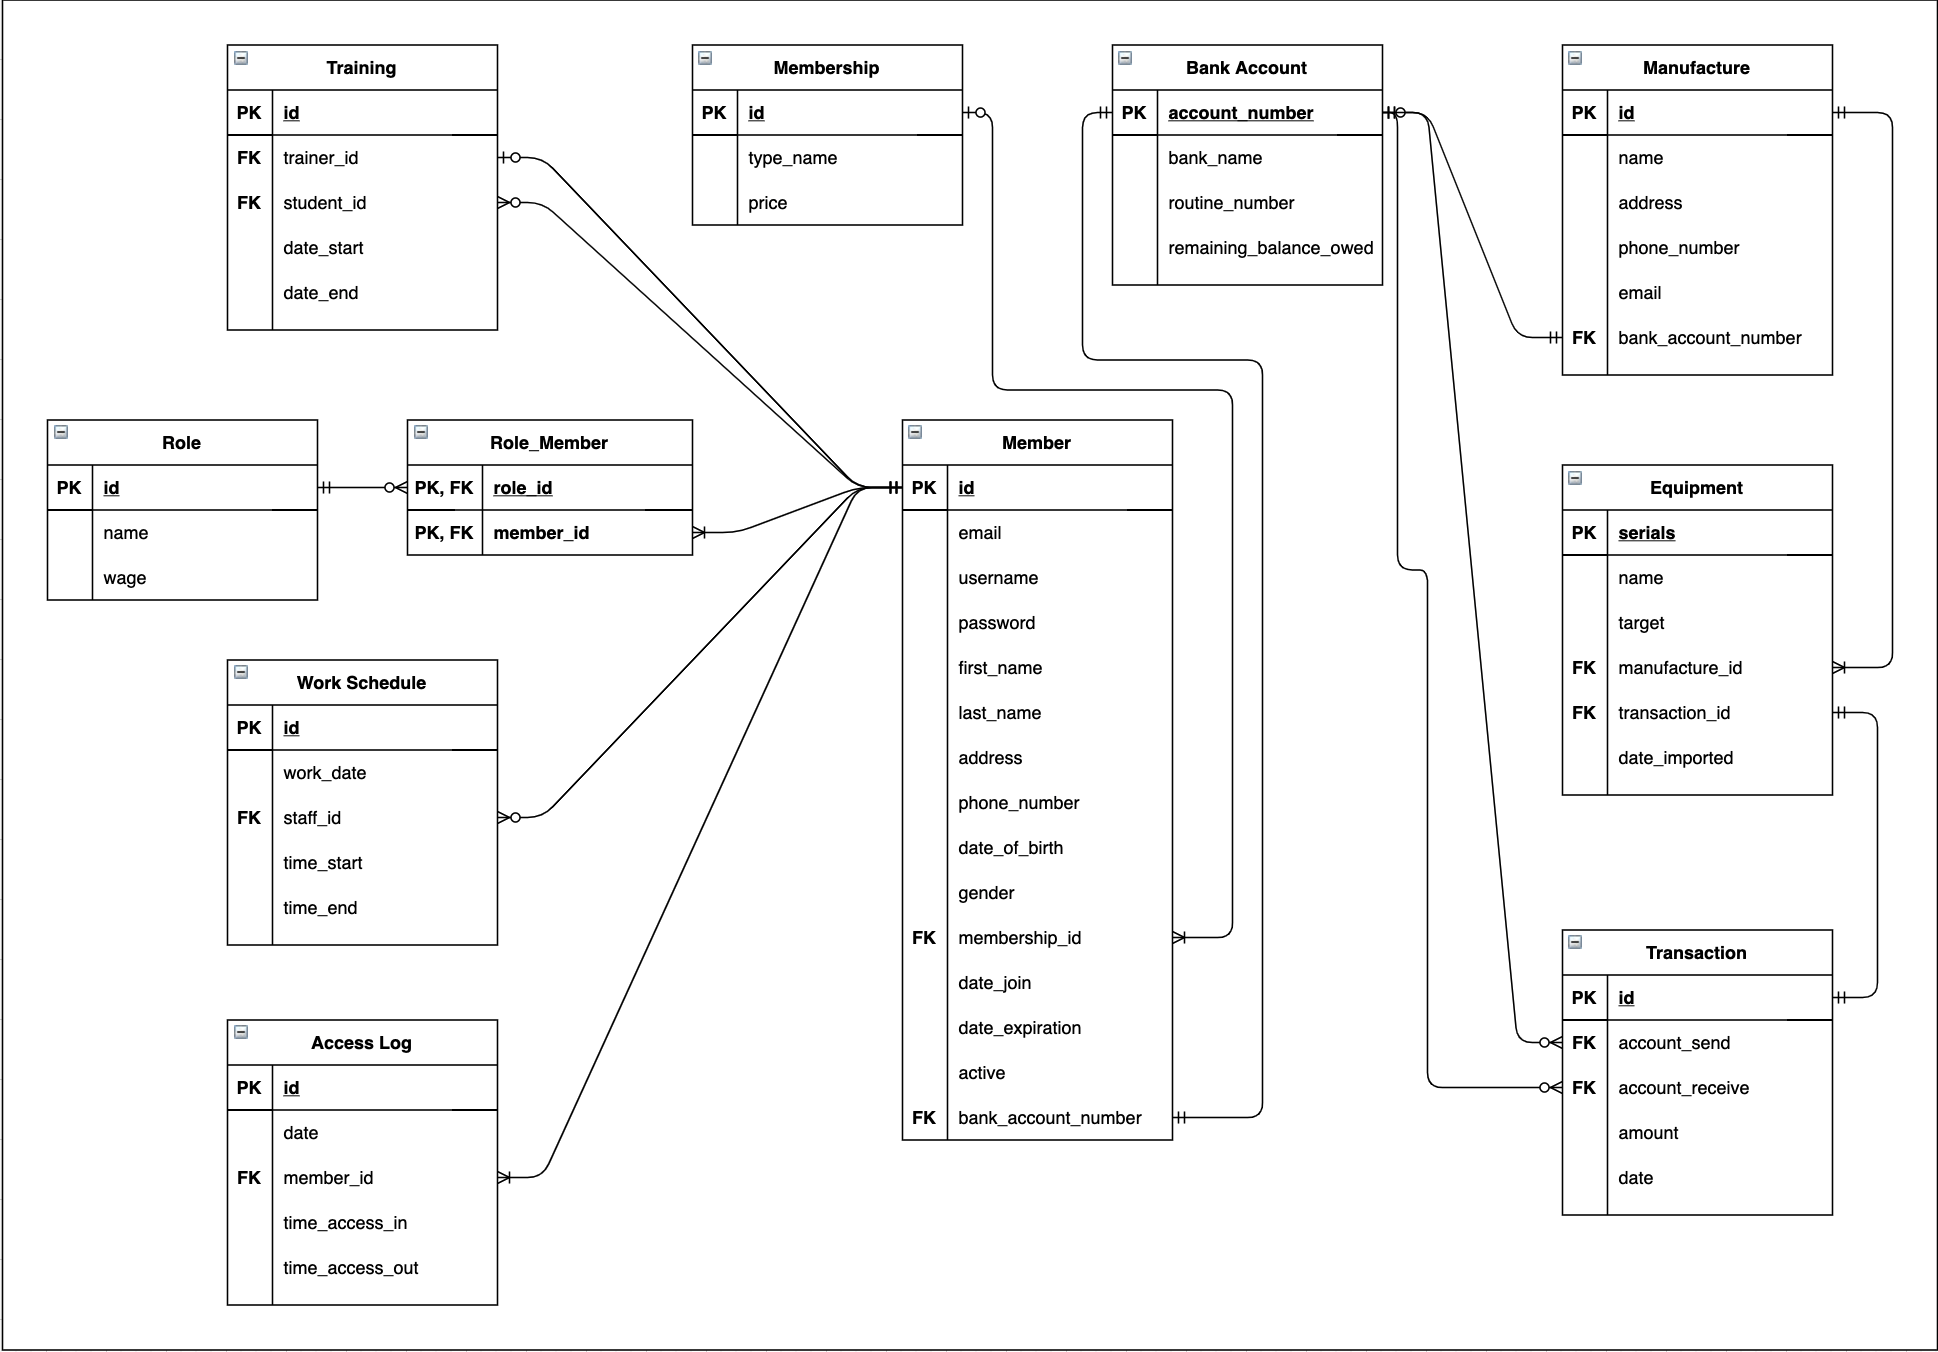 Training
PK id
FK trainer_id
FK student_id
date_start
date_end
Membership
PK id
type_name
price
Bank Account
PK account_number
bank_name
routine_number
remaining_balance_owed
Manufacture
PK id
name
address
phone_number
email
FK bank_account_number
Role
PK id
name
wage
Role_Member
PK, FK role_id
PK, FK member_id
Member
PK id
email
username
password
first_name
last_name
address
phone_number
date_of_birth
gender
FK membership_id
date_join
date_expiration
active
FK bank_account_number
Equipment
PK serials
name
target
FK manufacture_id
FK transaction_id
date_imported
Work Schedule
PK id
work_date
FK staff_id
time_start
time_end
Transaction
PK id
FK account_send
FK account_receive
amount
date
Access Log
PK id
date
FK member_id
time_access_in
time_access_out